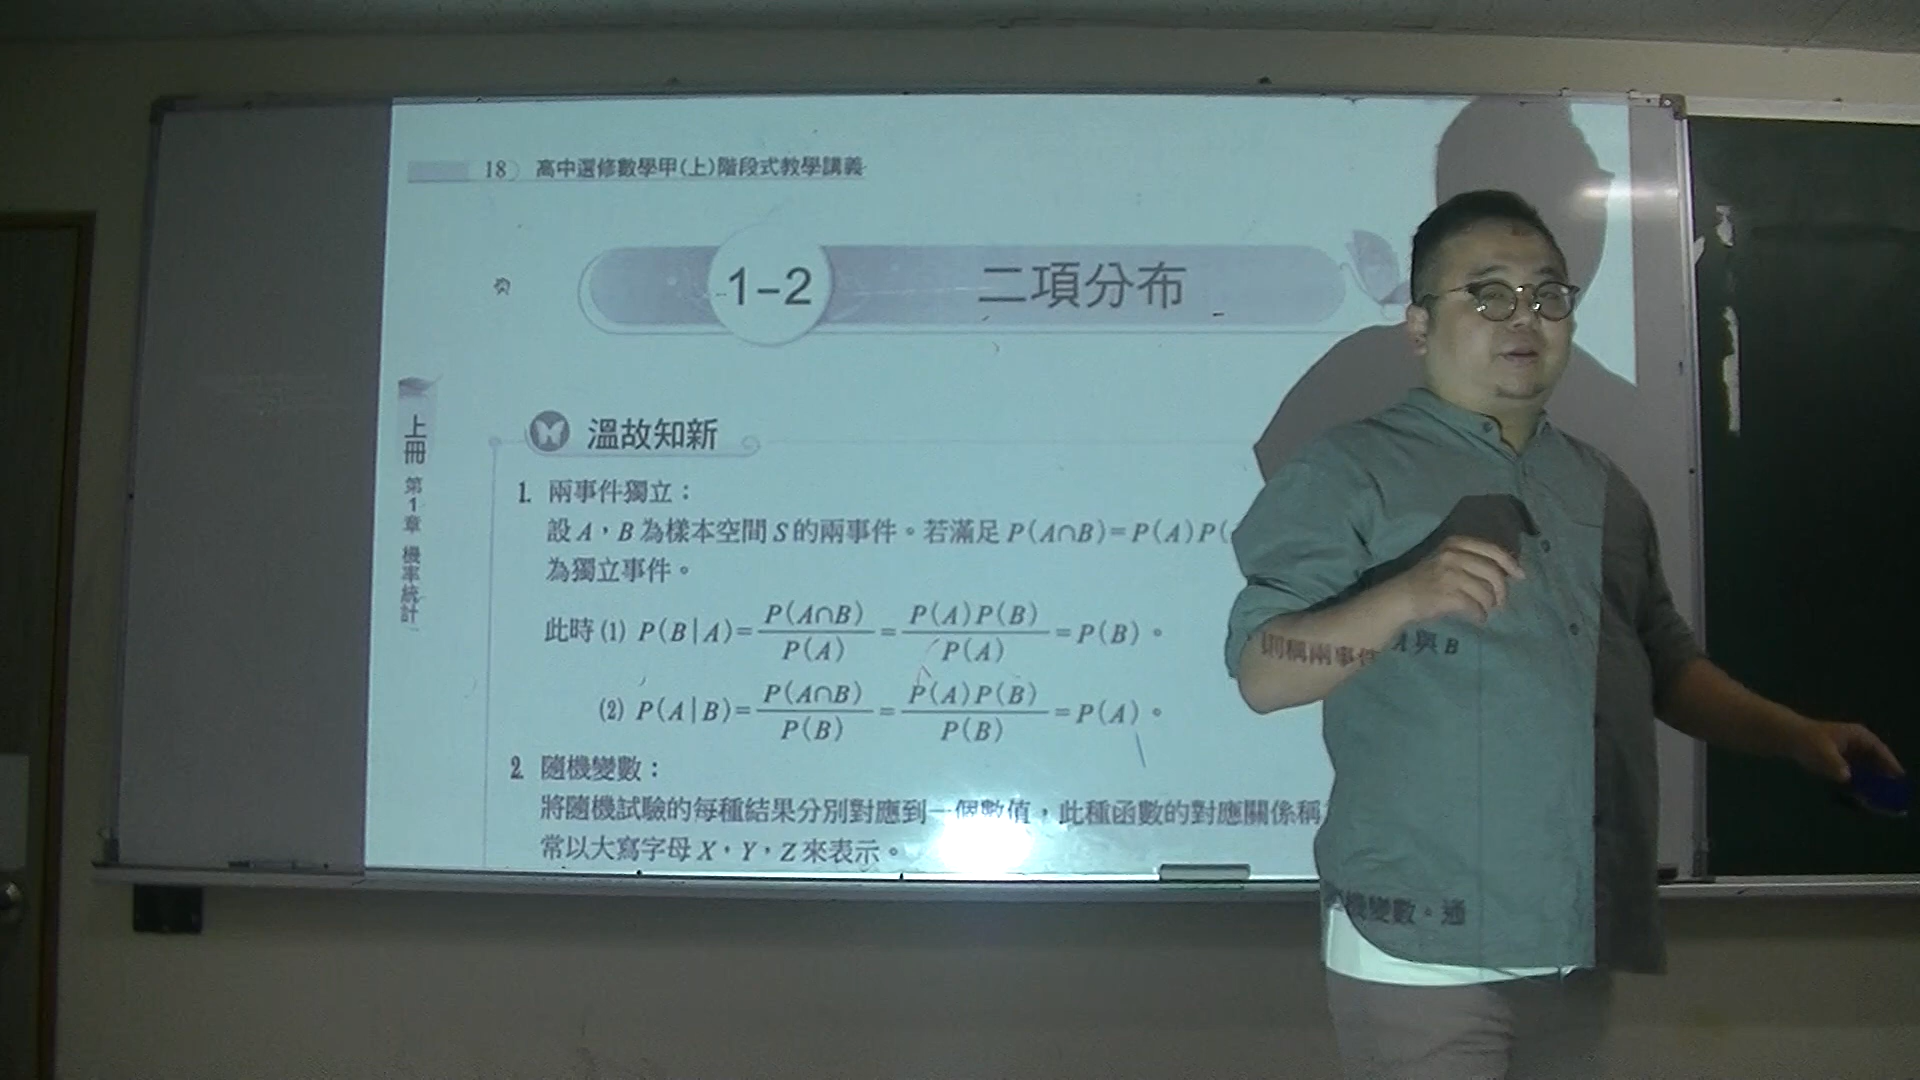 18 高中選修數學甲(上)階段式教學講義
1-2 二項分布
上冊 第1章 機率統計
溫故知新
1. 兩事件獨立：
設A，B為樣本空間S的兩事件。若滿足P(A∩B)=P(A)P(
則稱兩事件A與B
為獨立事件。
此時(1) P(B|A)=P(A∩B)/P(A)=P(A)P(B)/P(A)=P(B)。
(2) P(A|B)=P(A∩B)/P(B)=P(A)P(B)/P(B)=P(A)。
2. 隨機變數：
將隨機試驗的每種結果分別對應到一個數值，此種函數的對應關係稱
機變數。通
常以大寫字母X，Y，Z來表示。